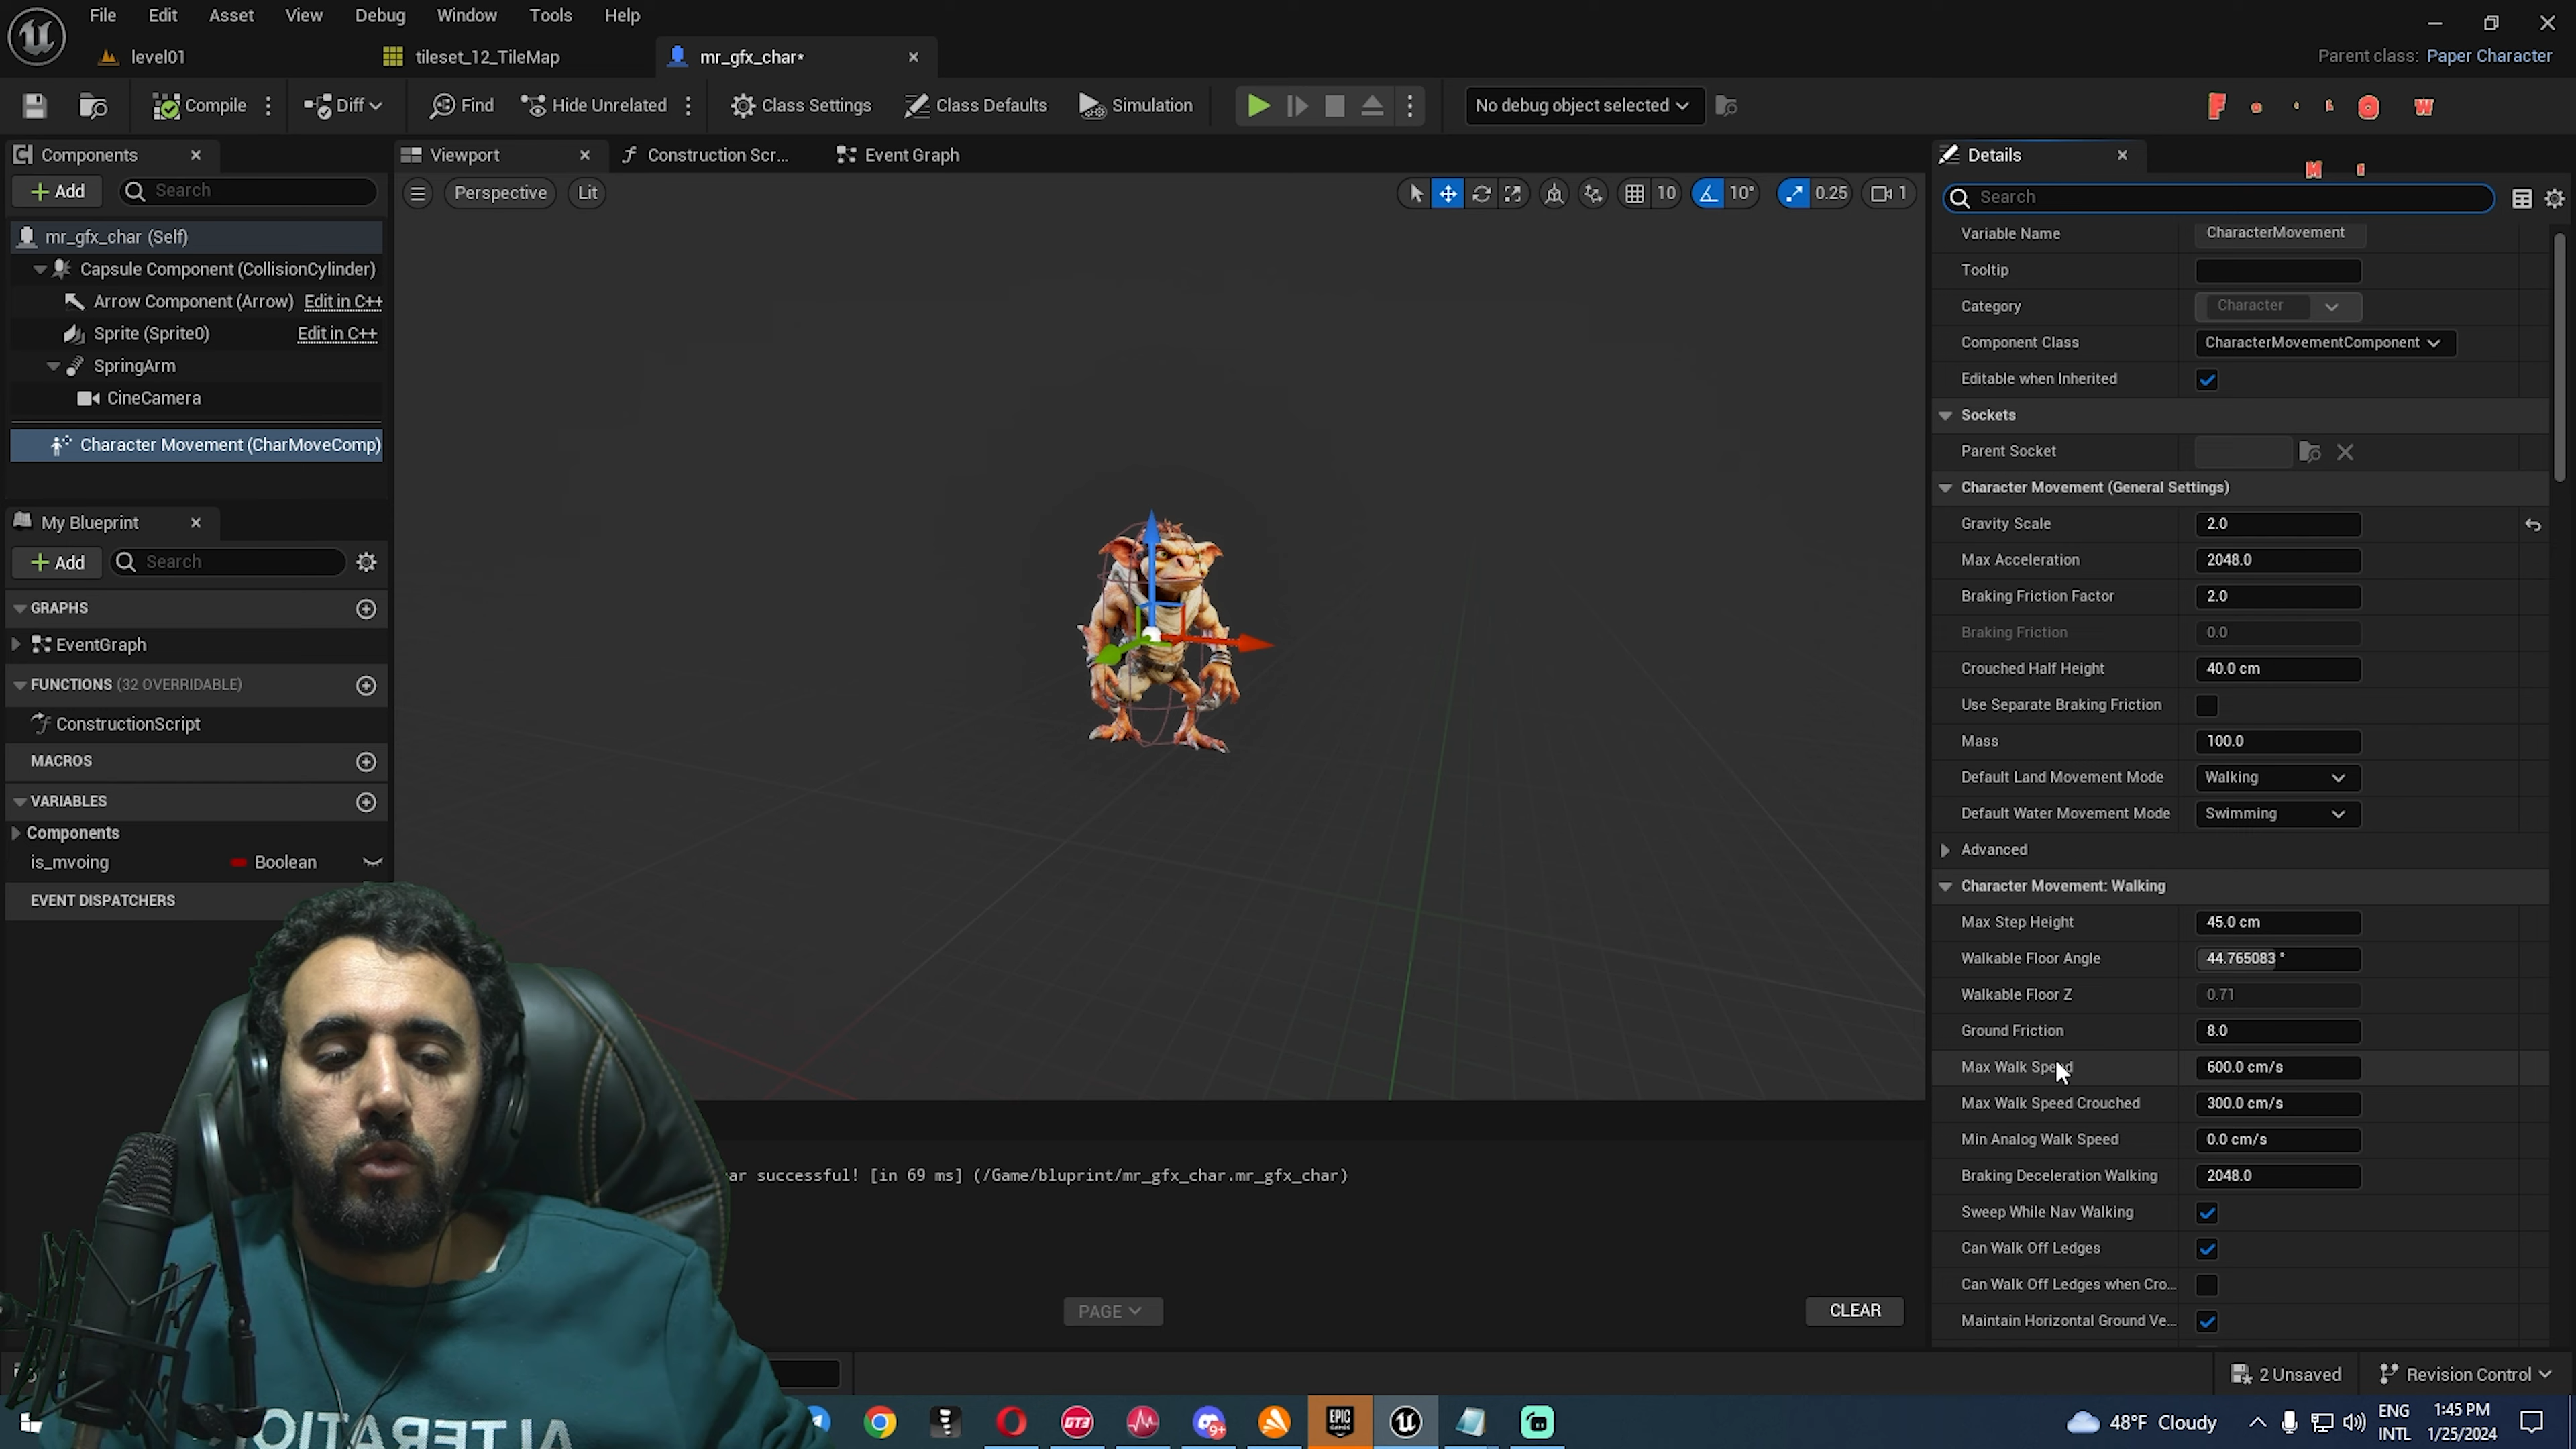 File Edit Asset View Debug Window Tools Help
level01
tileset_12_TileMap
mr_gfx_char*
Parent class: Paper Character
Compile
Diff
Find
Hide Unrelated
Class Settings
Class Defaults
Simulation
No debug object selected
F o l l O w
M e
Components
Add
Search
mr_gfx_char (Self)
Capsule Component (CollisionCylinder)
Arrow Component (Arrow) Edit in C++
Sprite (Sprite0) Edit in C++
SpringArm
CineCamera
Character Movement (CharMoveComp)
My Blueprint
Add
Search
GRAPHS
EventGraph
FUNCTIONS (32 OVERRIDABLE)
ConstructionScript
MACROS
VARIABLES
Components
is_mvoing Boolean
EVENT DISPATCHERS
Viewport
Construction Scr...
Event Graph
Perspective
Lit
10
10°
0.25
1
ar successful! [in 69 ms] (/Game/bluprint/mr_gfx_char.mr_gfx_char)
PAGE
CLEAR
Details
Search
Variable Name CharacterMovement
Tooltip
Category Character
Component Class CharacterMovementComponent
Editable when Inherited
Sockets
Parent Socket
Character Movement (General Settings)
Gravity Scale 2.0
Max Acceleration 2048.0
Braking Friction Factor 2.0
Braking Friction 0.0
Crouched Half Height 40.0 cm
Use Separate Braking Friction
Mass 100.0
Default Land Movement Mode Walking
Default Water Movement Mode Swimming
Advanced
Character Movement: Walking
Max Step Height 45.0 cm
Walkable Floor Angle 44.765083 °
Walkable Floor Z 0.71
Ground Friction 8.0
Max Walk Speed 600.0 cm/s
Max Walk Speed Crouched 300.0 cm/s
Min Analog Walk Speed 0.0 cm/s
Braking Deceleration Walking 2048.0
Sweep While Nav Walking
Can Walk Off Ledges
Can Walk Off Ledges when Cro...
Maintain Horizontal Ground Ve...
2 Unsaved
Revision Control
GT3
9+
EPIC GAMES
48°F Cloudy
ENG
INTL
1:45 PM
1/25/2024